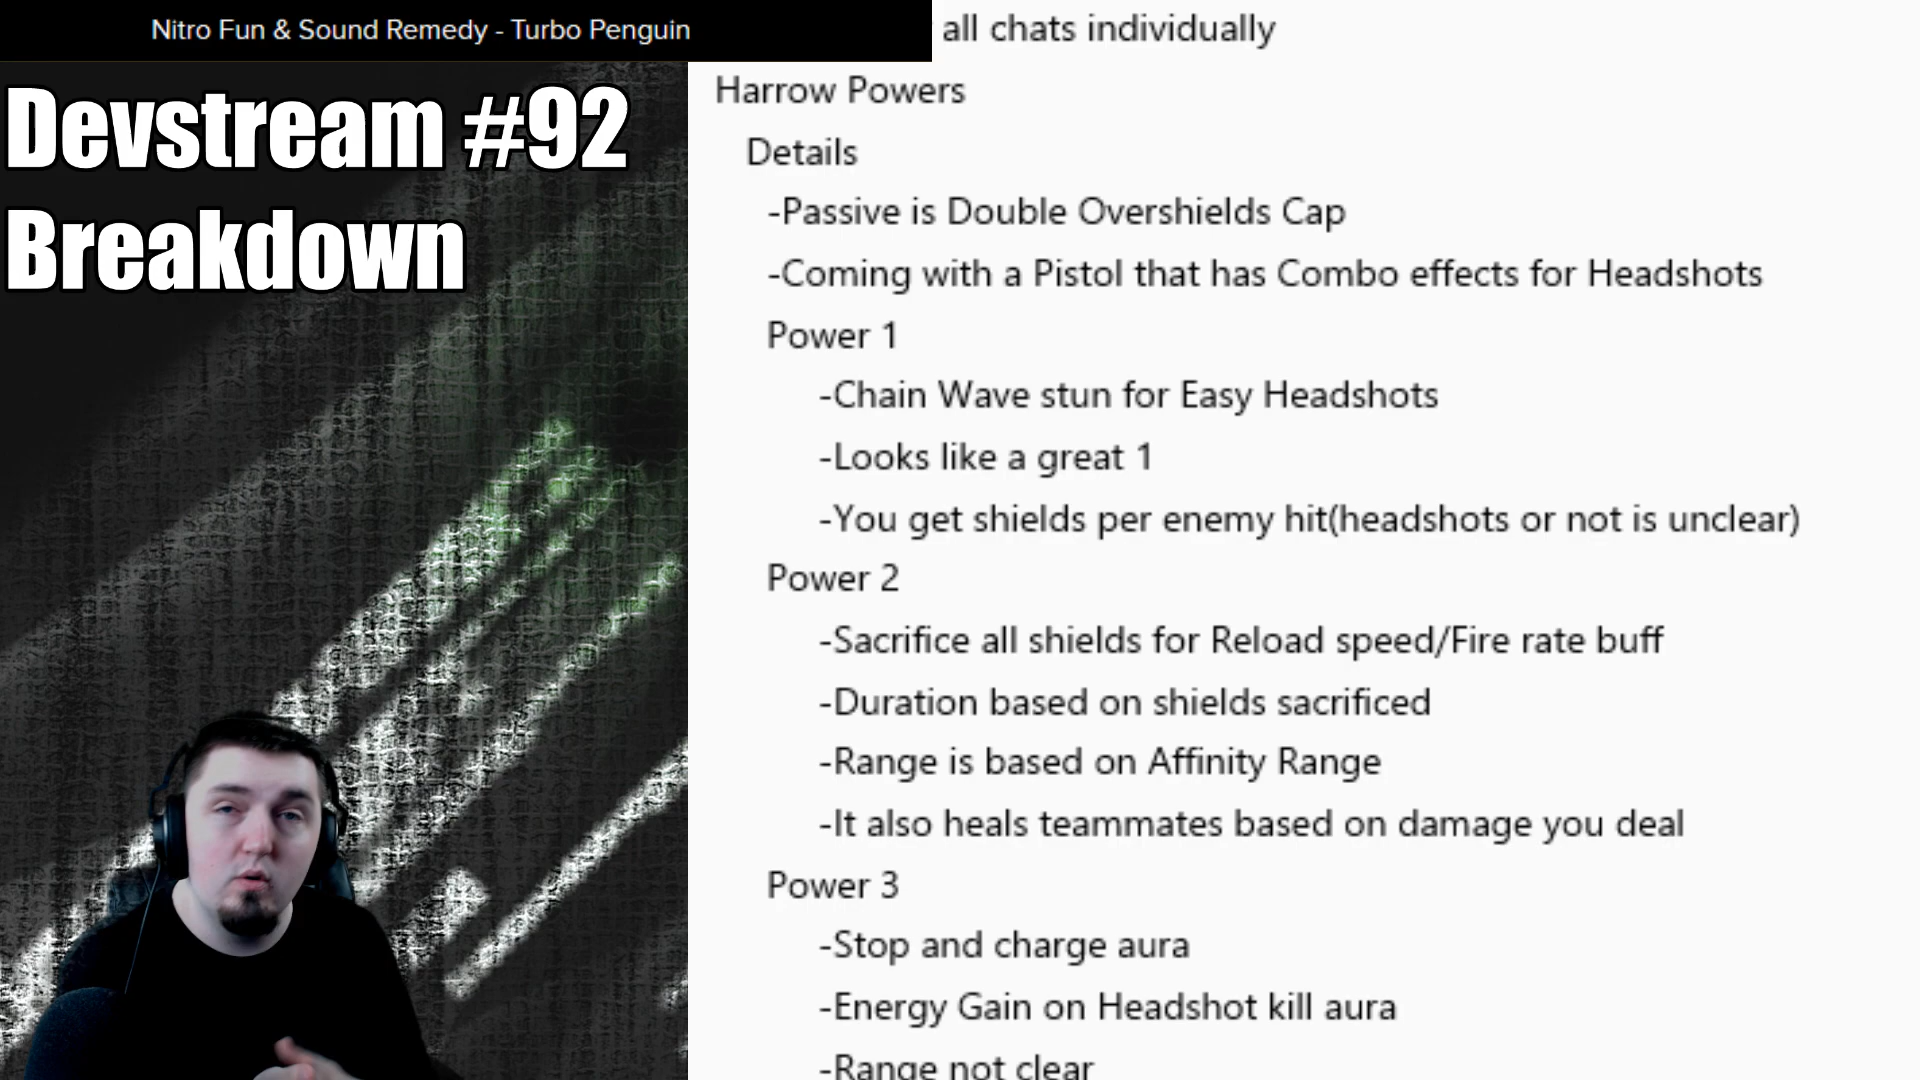 Nitro Fun & Sound Remedy - Turbo Penguin
all chats individually
Devstream #92
Breakdown
Harrow Powers
Details
-Passive is Double Overshields Cap
-Coming with a Pistol that has Combo effects for Headshots
Power 1
-Chain Wave stun for Easy Headshots
-Looks like a great 1
-You get shields per enemy hit(headshots or not is unclear)
Power 2
-Sacrifice all shields for Reload speed/Fire rate buff
-Duration based on shields sacrificed
-Range is based on Affinity Range
-It also heals teammates based on damage you deal
Power 3
-Stop and charge aura
-Energy Gain on Headshot kill aura
-Range not clear